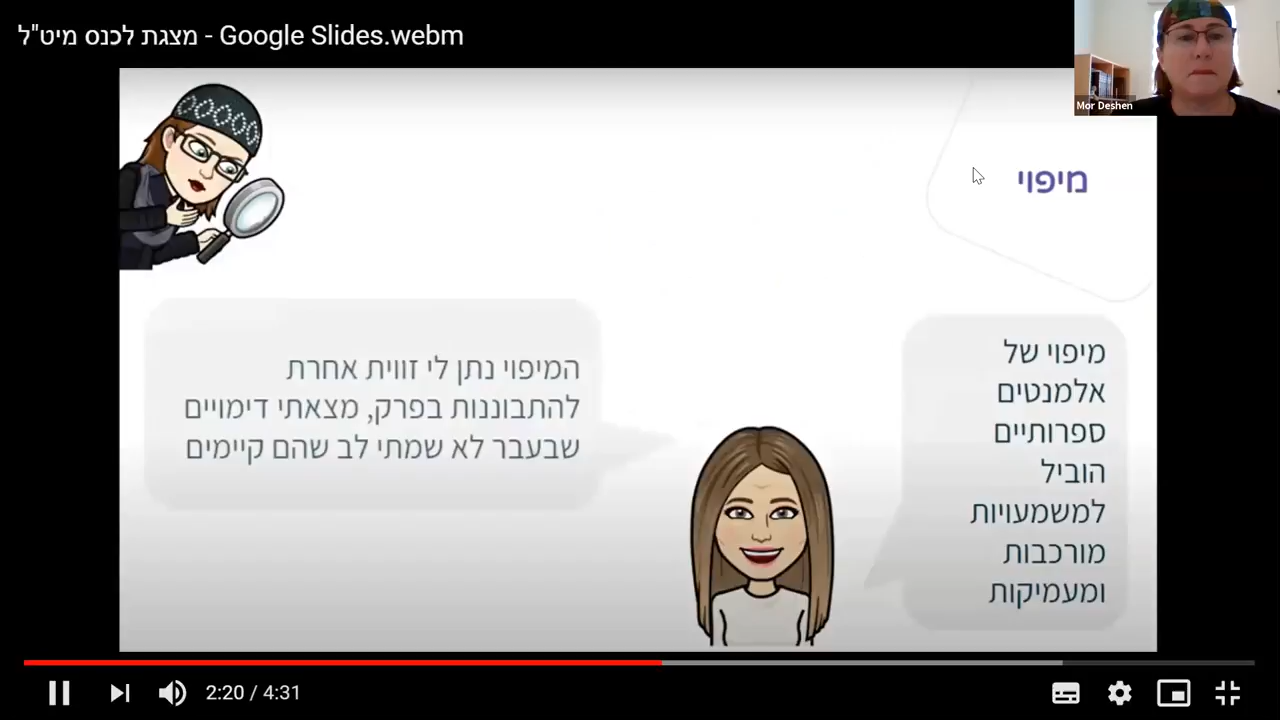 מצגת לכנס מיט"ל - Google Slides.webm
Mor Deshen
מיפוי
מיפוי של
אלמנטים
ספרותיים
הוביל
למשמעויות
מורכבות
ומעמיקות
המיפוי נתן לי זווית אחרת
להתבוננות בפרק, מצאתי דימויים
שבעבר לא שמתי לב שהם קיימים
2:20 / 4:31